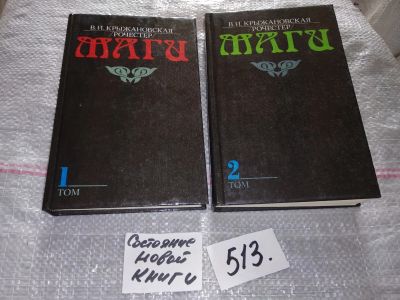 В.И. КРЫЖАНОВСКАЯ
РОЧЕСТЕР
МАГИ
1
ТОМ
В.И. КРЫЖАНОВСКАЯ
РОЧЕСТЕР
МАГИ
2
ТОМ
Состояние
новой
книги
513.